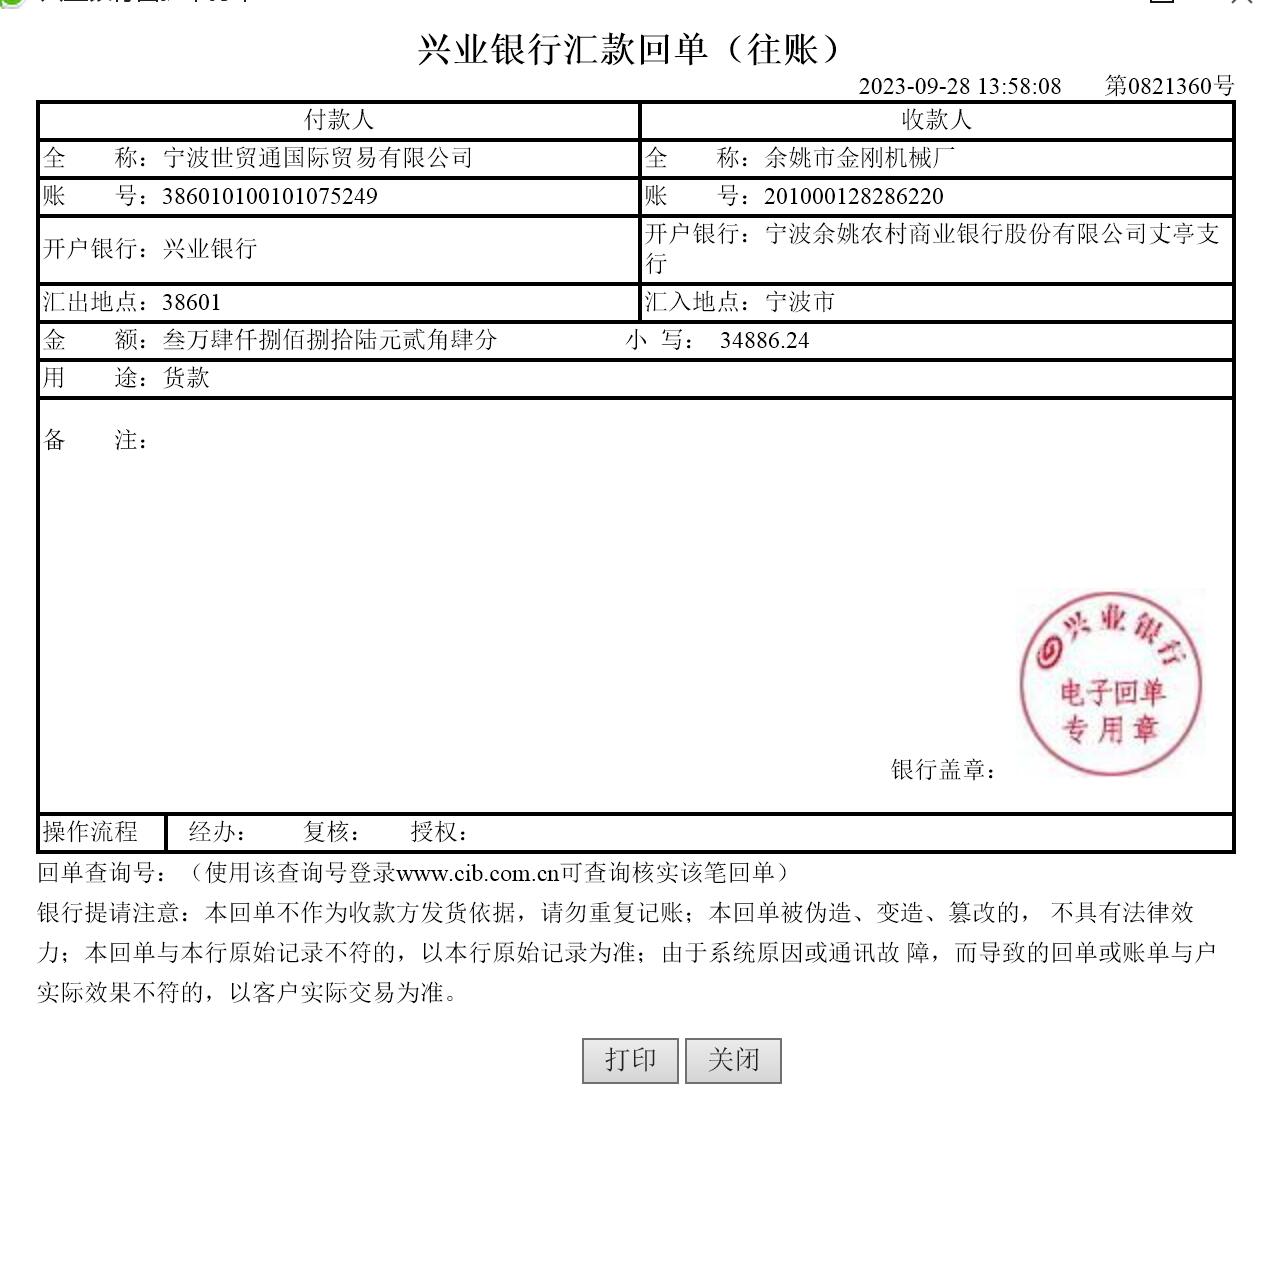 兴业银行汇款回单（往账）
2023-09-28 13:58:08 第0821360号
付款人 收款人
全 称：宁波世贸通国际贸易有限公司 全 称：余姚市金刚机械厂
账 号：386010100101075249 账 号：201000128286220
开户银行：兴业银行 开户银行：宁波余姚农村商业银行股份有限公司丈亭支
行
汇出地点：38601 汇入地点：宁波市
金 额：叁万肆仟捌佰捌拾陆元贰角肆分 小 写： 34886.24
用 途：货款
备 注：
兴业银行
电子回单
专用章
银行盖章：
操作流程 经办： 复核： 授权：
回单查询号：（使用该查询号登录www.cib.com.cn可查询核实该笔回单）
银行提请注意：本回单不作为收款方发货依据，请勿重复记账；本回单被伪造、变造、篡改的， 不具有法律效
力；本回单与本行原始记录不符的，以本行原始记录为准；由于系统原因或通讯故 障，而导致的回单或账单与户
实际效果不符的，以客户实际交易为准。
打印 关闭